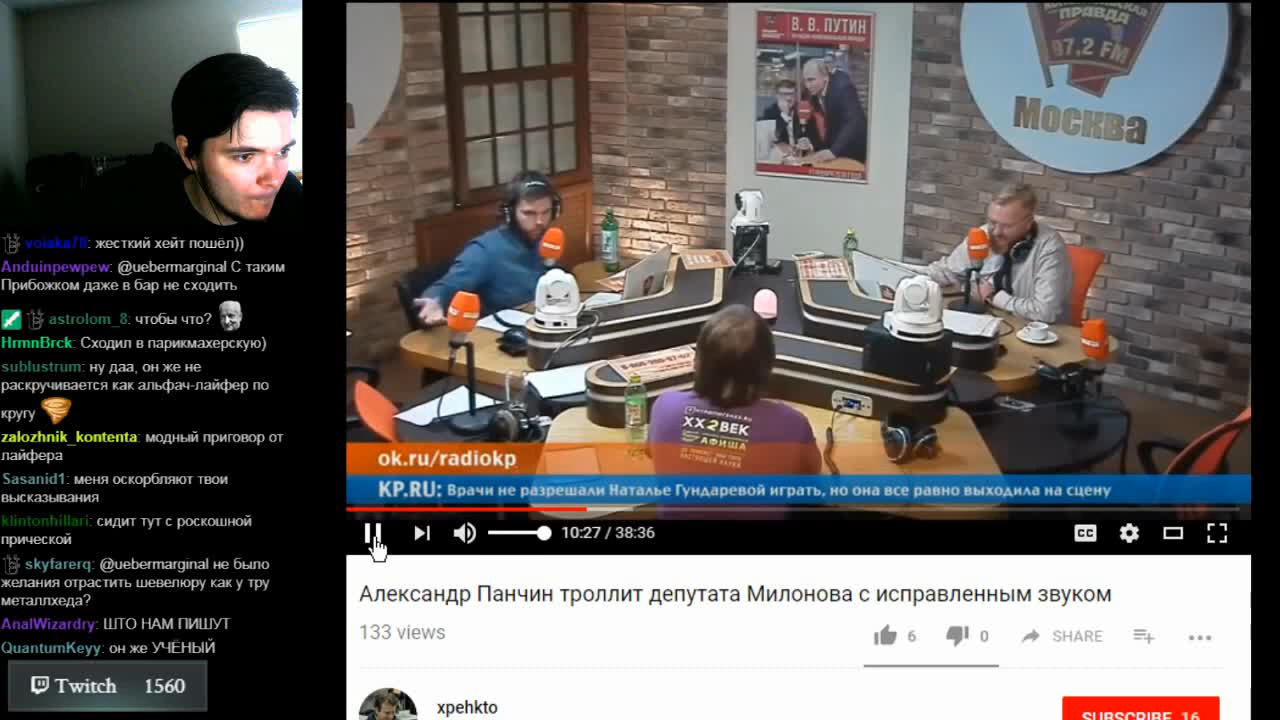 voiaka78: жесткий хейт пошёл))
Anduinpewpew: @uebermarginal С таким
Прибожком даже в бар не сходить
astrolom_8: чтобы что?
HrmnBrck: Сходил в парикмахерскую)
sublustrum: ну даа, он же не
раскручивается как альфач-лайфер по
кругу
zalozhnik_kontenta: модный приговор от
лайфера
Sasanid1: меня оскорбляют твои
высказывания
klintonhillari: сидит тут с роскошной
прической
skyfarerq: @uebermarginal не было
желания отрастить шевелюру как у тру
металлхеда?
AnalWizardry: ШТО НАМ ПИШУТ
QuantumKeyy: он же УЧЁНЫЙ
Twitch 1560
В. В. ПУТИН
ПРАВДА
97,2 FM
Москва
XX2ВЕК
АФИША
ok.ru/radiokp
KP.RU: Врачи не разрешали Наталье Гундаревой играть, но она все равно выходила на сцену
10:27 / 38:36
CC
Александр Панчин троллит депутата Милонова с исправленным звуком
133 views
6
0
SHARE
xpehkto
SUBSCRIBE 16